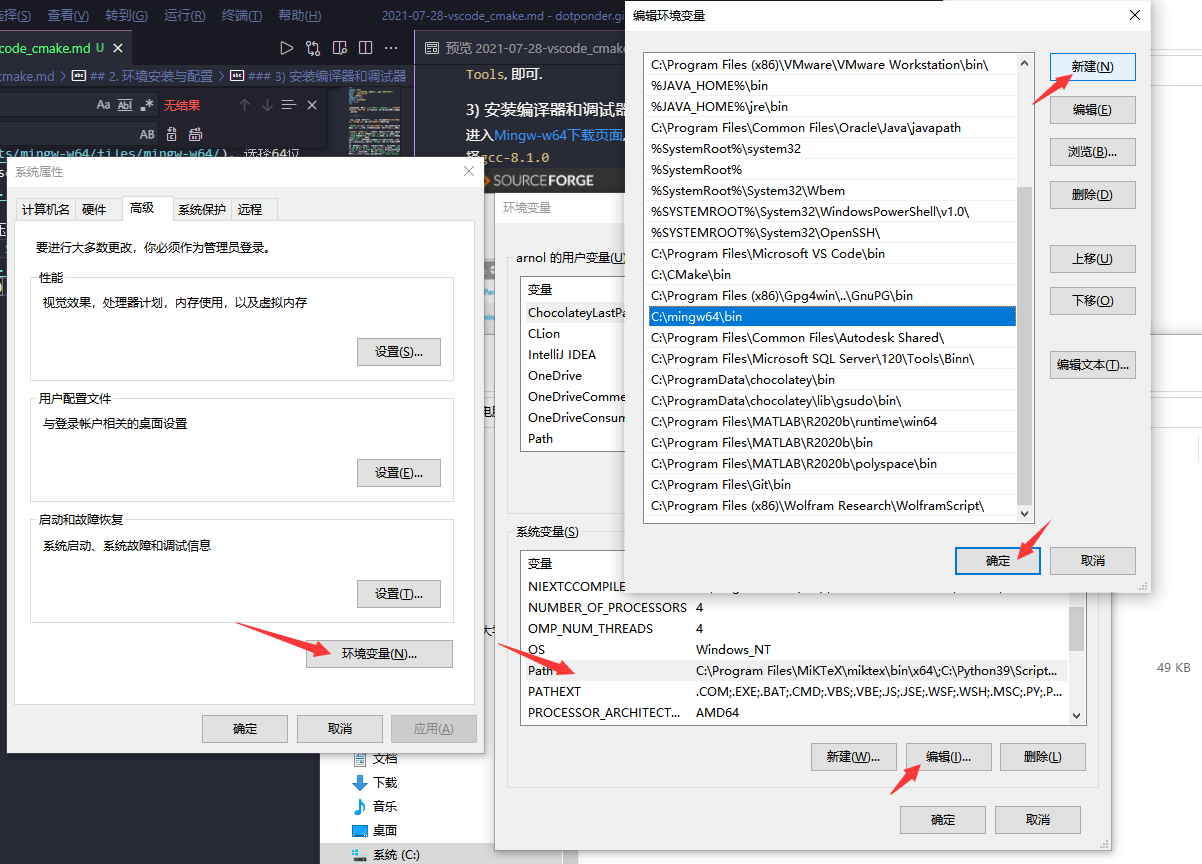 选择(S) 查看(V) 转到(G) 运行(R) 终端(T) 帮助(H) 2021-07-28-vscode_cmake.md - dotponder.gi
code_cmake.md U
预览 2021-07-28-vscode_cmake
cmake.md > ## 2. 环境安装与配置 > ### 3) 安装编译器和调试器
Aa Abl .* 无结果
AB
ts/mingw-w64/files/mingw-w64/)，选择64位
Tools, 即可.
3) 安装编译器和调试器
进入Mingw-w64下载页面,
择gcc-8.1.0
SOURCEFORGE
系统属性
计算机名 硬件 高级 系统保护 远程
要进行大多数更改，你必须作为管理员登录。
性能
视觉效果，处理器计划，内存使用，以及虚拟内存
设置(S)...
用户配置文件
与登录帐户相关的桌面设置
设置(E)...
启动和故障恢复
系统启动、系统故障和调试信息
设置(T)...
环境变量(N)...
确定 取消 应用(A)
文档
下载
音乐
桌面
系统 (C:)
环境变量
arnol 的用户变量(U)
变量
ChocolateyLastPa
CLion
IntelliJ IDEA
OneDrive
OneDriveComme
OneDriveConsum
Path
系统变量(S)
变量
NIEXTCCOMPILE
NUMBER_OF_PROCESSORS 4
OMP_NUM_THREADS 4
OS Windows_NT
Path C:\Program Files\MiKTeX\miktex\bin\x64\;C:\Python39\Script...
PATHEXT .COM;.EXE;.BAT;.CMD;.VBS;.VBE;.JS;.JSE;.WSF;.WSH;.MSC;.PY;.P...
PROCESSOR_ARCHITECT... AMD64
新建(W)... 编辑(I)... 删除(L)
确定 取消
编辑环境变量
C:\Program Files (x86)\VMware\VMware Workstation\bin\
%JAVA_HOME%\bin
%JAVA_HOME%\jre\bin
C:\Program Files\Common Files\Oracle\Java\javapath
%SystemRoot%\system32
%SystemRoot%
%SystemRoot%\System32\Wbem
%SYSTEMROOT%\System32\WindowsPowerShell\v1.0\
%SYSTEMROOT%\System32\OpenSSH\
C:\Program Files\Microsoft VS Code\bin
C:\CMake\bin
C:\Program Files (x86)\Gpg4win\..\GnuPG\bin
C:\mingw64\bin
C:\Program Files\Common Files\Autodesk Shared\
C:\Program Files\Microsoft SQL Server\120\Tools\Binn\
C:\ProgramData\chocolatey\bin
C:\ProgramData\chocolatey\lib\gsudo\bin\
C:\Program Files\MATLAB\R2020b\runtime\win64
C:\Program Files\MATLAB\R2020b\bin
C:\Program Files\MATLAB\R2020b\polyspace\bin
C:\Program Files\Git\bin
C:\Program Files (x86)\Wolfram Research\WolframScript\
新建(N)
编辑(E)
浏览(B)...
删除(D)
上移(U)
下移(O)
编辑文本(T)...
确定 取消
49 KB